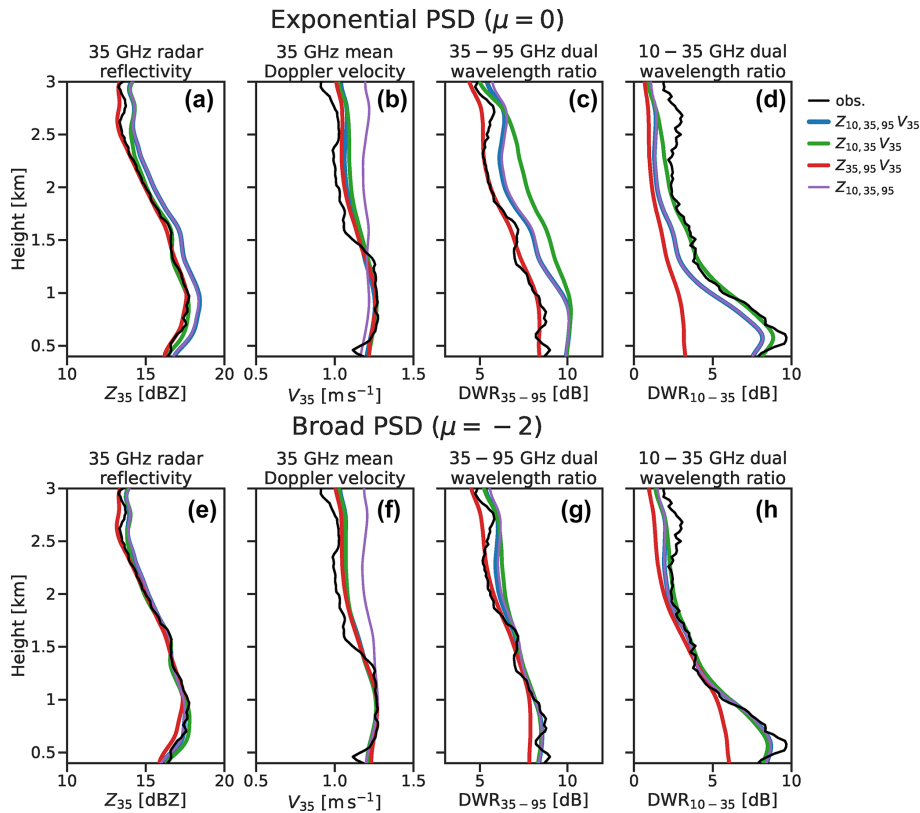 Exponential PSD (μ = 0)
35 GHz radar
reflectivity
35 GHz mean
Doppler velocity
35 − 95 GHz dual
wavelength ratio
10 − 35 GHz dual
wavelength ratio
3
2.5
2
1.5
1
0.5
Height [km]
(a)
(b)
(c)
(d)
obs.
Z10,35,95 V35
Z10,35 V35
Z35,95 V35
Z10,35,95
10
15
20
0.5
1.0
1.5
5
10
0
5
10
Z35 [dBZ]
V35 [m s−1]
DWR35−95 [dB]
DWR10−35 [dB]
Broad PSD (μ = −2)
35 GHz radar
reflectivity
35 GHz mean
Doppler velocity
35 − 95 GHz dual
wavelength ratio
10 − 35 GHz dual
wavelength ratio
3
2.5
2
1.5
1
0.5
Height [km]
(e)
(f)
(g)
(h)
10
15
20
0.5
1.0
1.5
5
10
0
5
10
Z35 [dBZ]
V35 [m s−1]
DWR35−95 [dB]
DWR10−35 [dB]